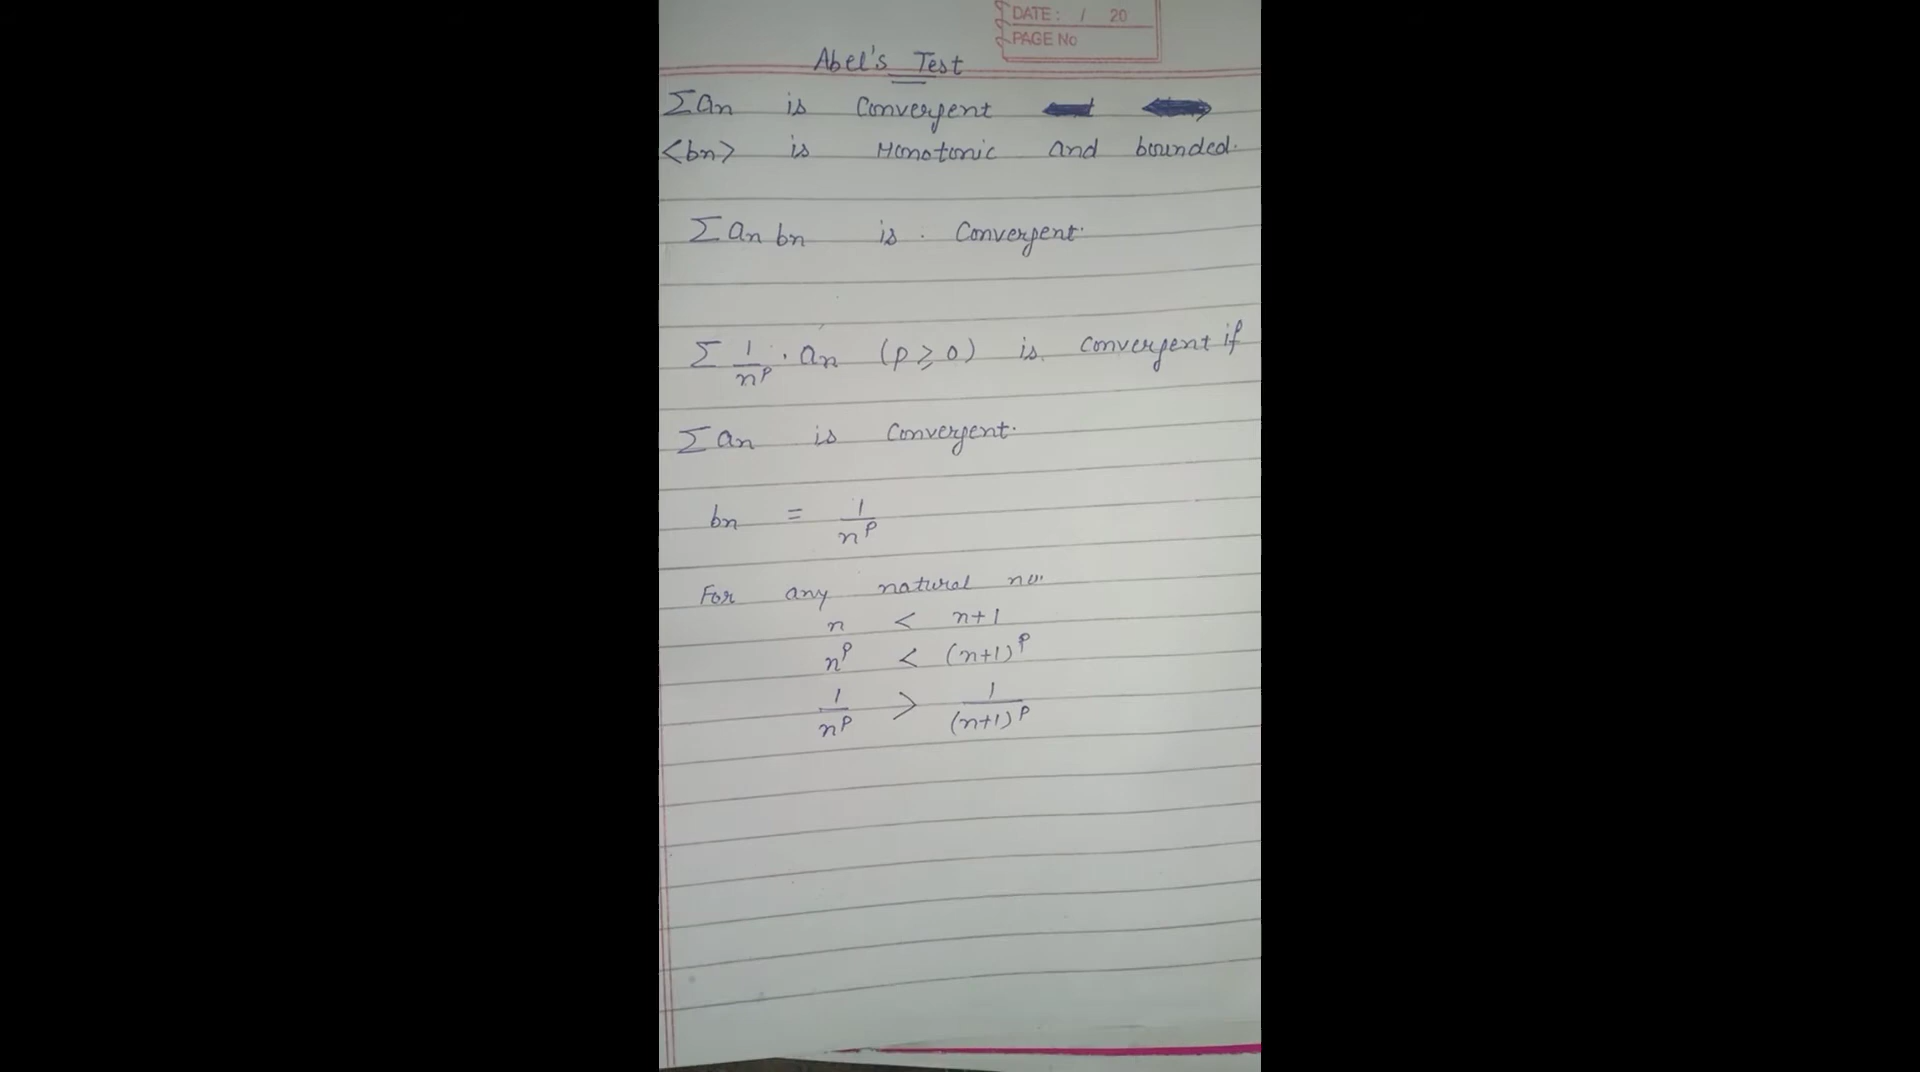 DATE: / 20
PAGE No
Abel's Test
Σan is Convergent
<bn> is Monotonic and bounded.
Σan bn is. Convergent.
Σ 1/n^p . an (p ≥ 0) is. Convergent if
Σan is Convergent.
bn = 1/n^p
For any natural no.
n < n+1
n^p < (n+1)^p
1/n^p > 1/(n+1)^p